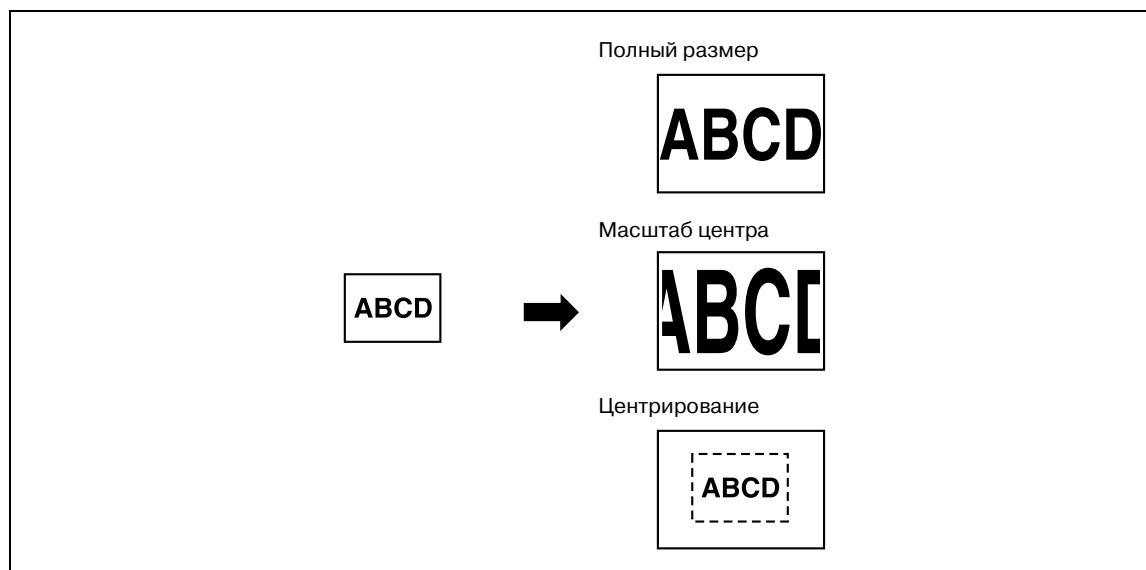 Полный размер
ABCD
Масштаб центра
ABCD
ABCD
Центрирование
ABCD